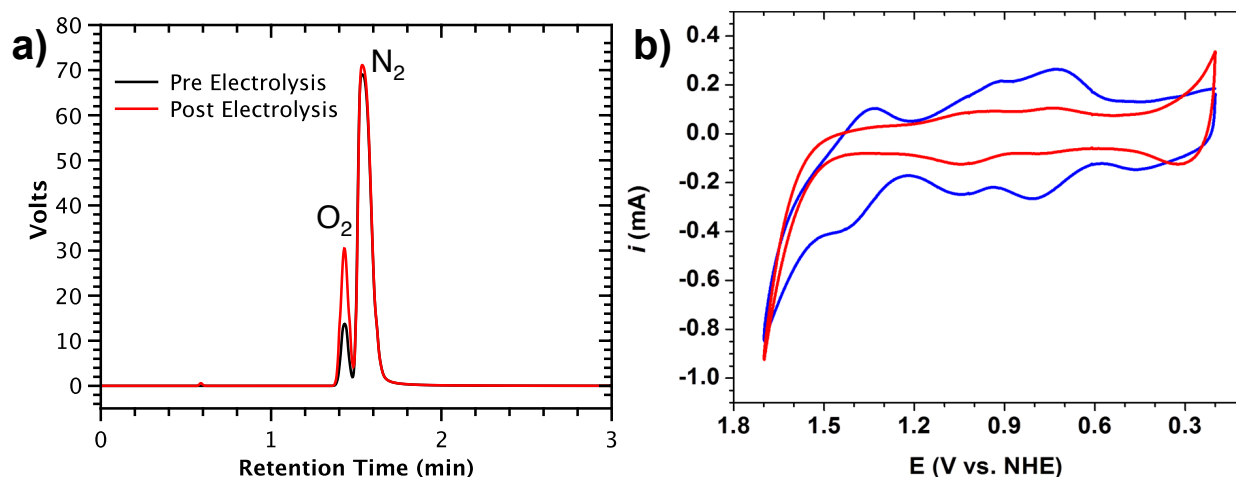 a)
80
70
60
50
40
30
20
10
0
Volts
Pre Electrolysis
Post Electrolysis
O2
N2
0
1
2
3
Retention Time (min)
b)
0.4
0.2
0.0
-0.2
-0.4
-0.6
-0.8
-1.0
i (mA)
1.8
1.5
1.2
0.9
0.6
0.3
E (V vs. NHE)